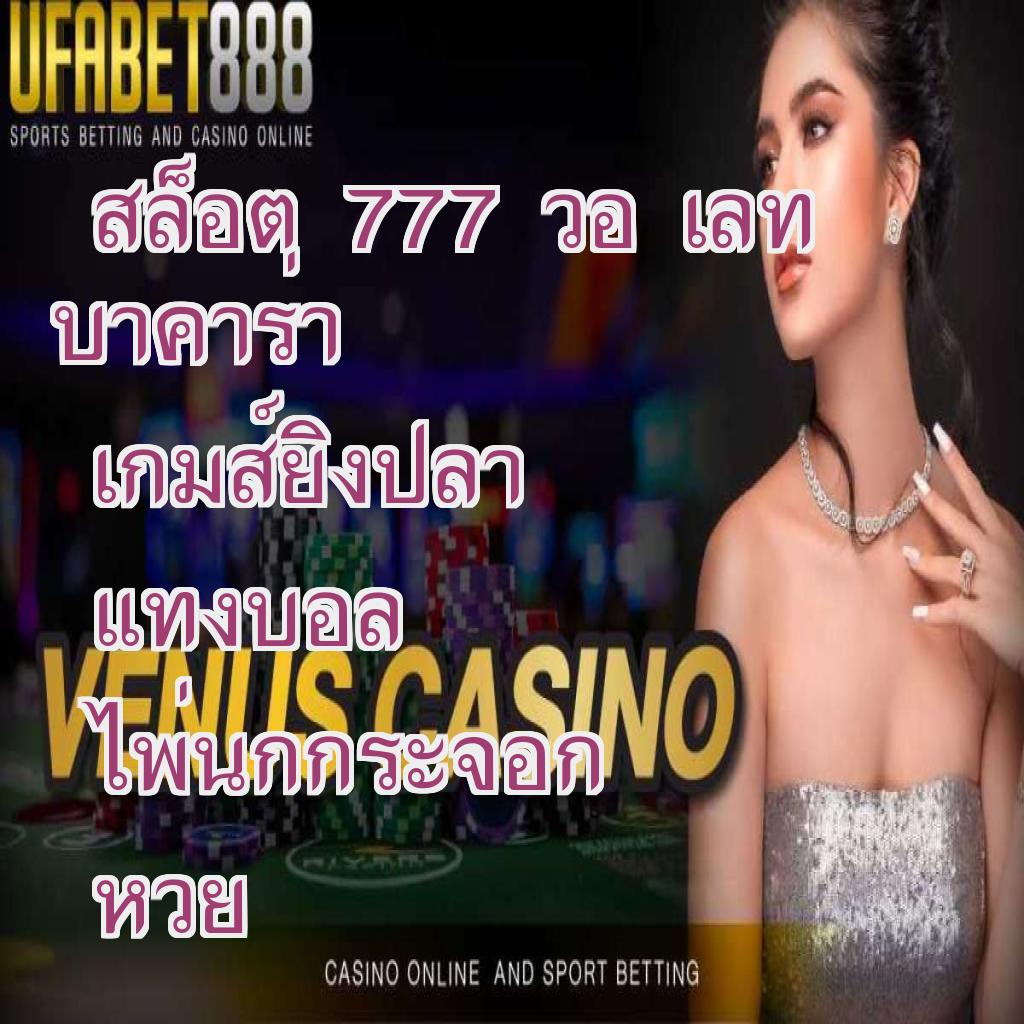 UFABET888
SPORTS BETTING AND CASINO ONLINE
สล็อตุ 777 วอ เลท
บาคารา
เกมส์ยิงปลา
แทงบอล
VENUS CASINO
ไพ่นกกระจอก
หวย
CASINO ONLINE AND SPORT BETTING